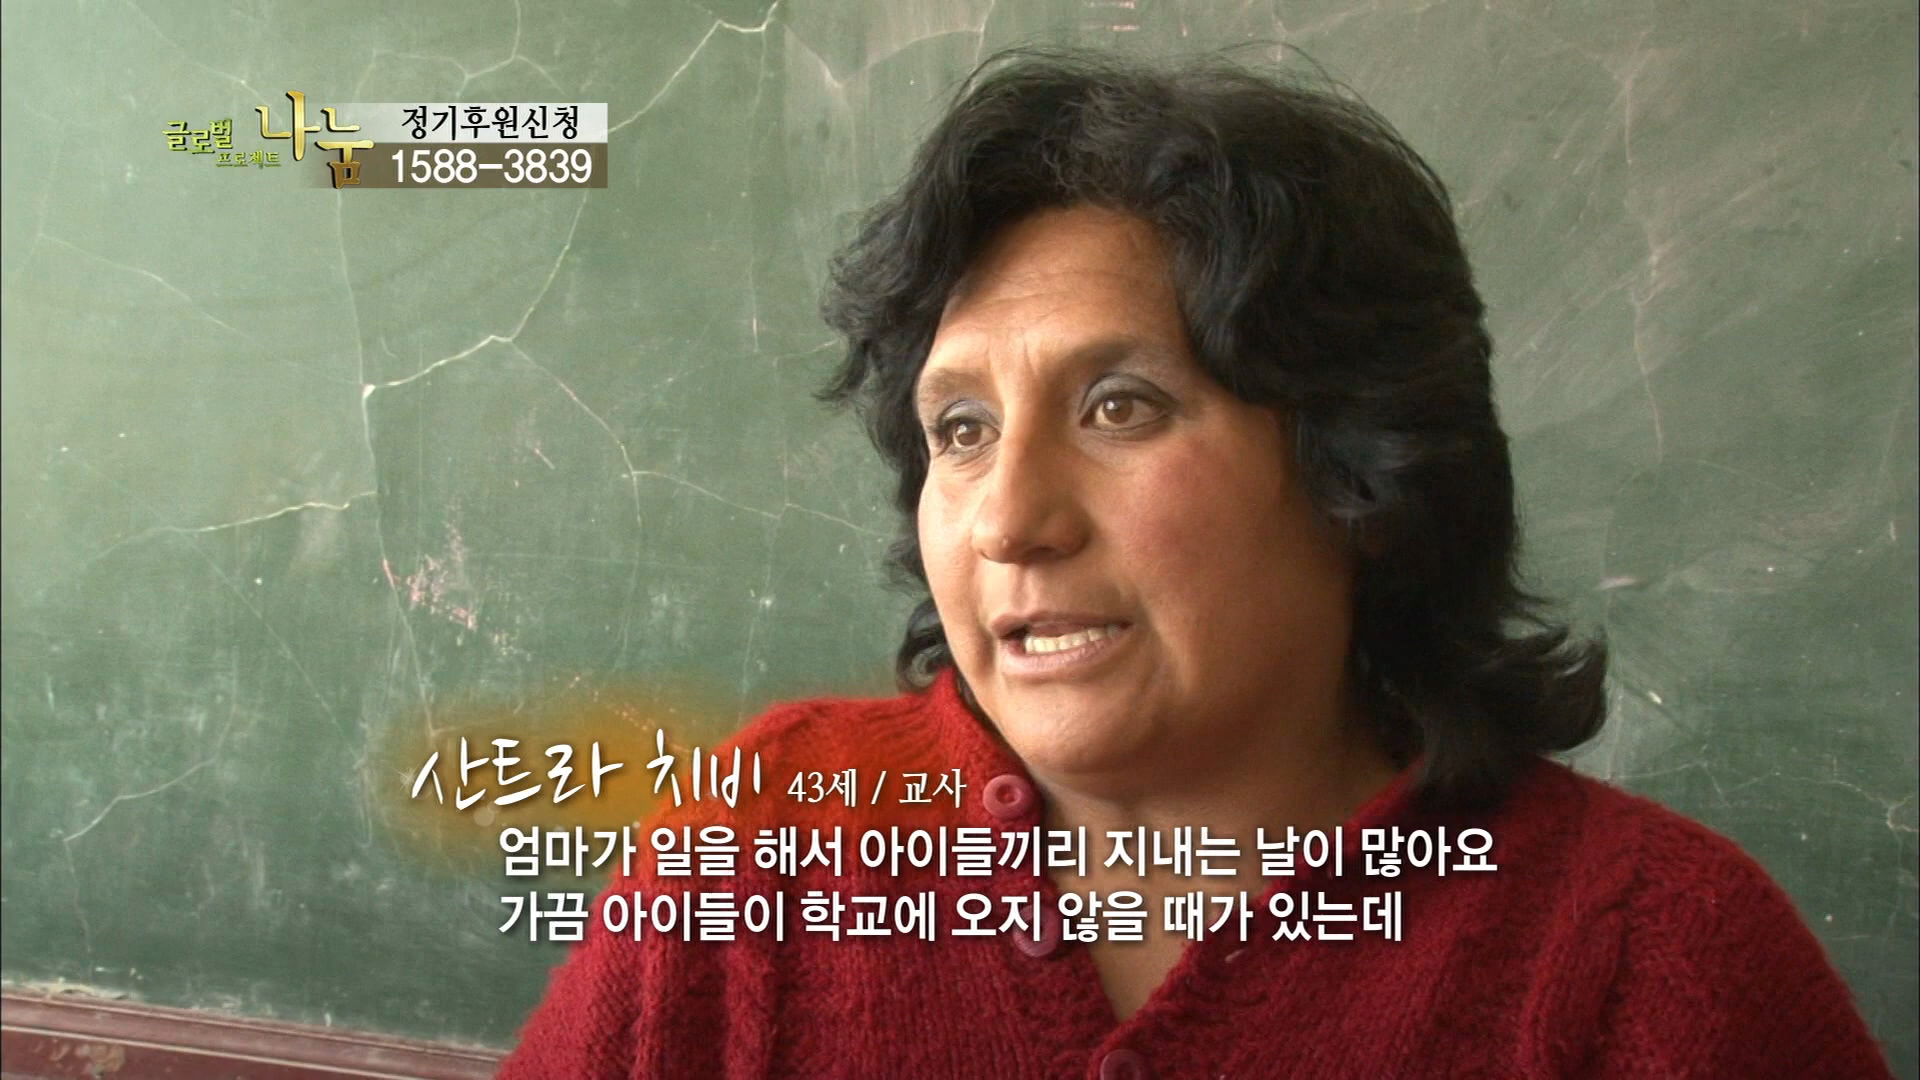 글로벌 프로젝트 나눔
정기후원신청
1588-3839
산트라 치비 43세 / 교사
엄마가 일을 해서 아이들끼리 지내는 날이 많아요
가끔 아이들이 학교에 오지 않을 때가 있는데